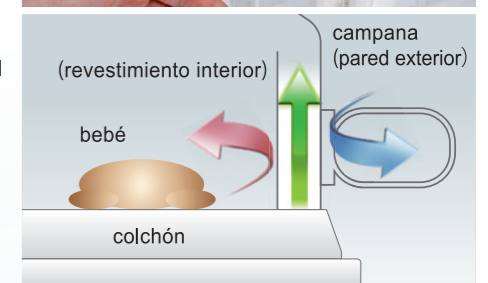 campana
(pared exterior)
(revestimiento interior)
bebé
colchón